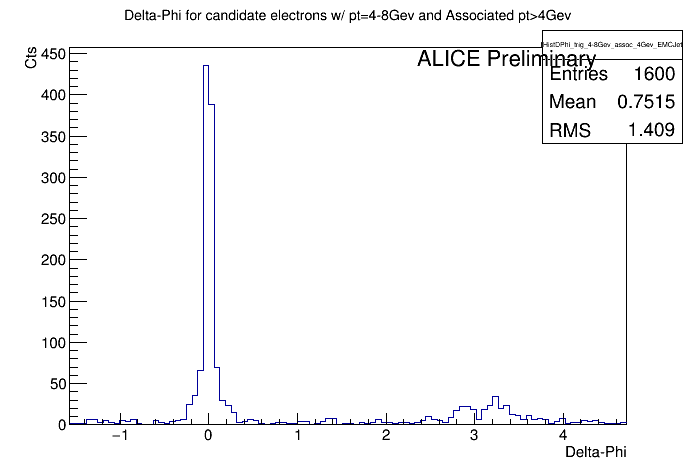 Delta-Phi for candidate electrons w/ pt=4-8Gev and Associated pt>4Gev
Cts
ALICE Preliminary
HistDPhi_trig_4-8Gev_assoc_4Gev_EMCJet
Entries 1600
Mean 0.7515
RMS 1.409
450
400
350
300
250
200
150
100
50
0
−1 0 1 2 3 4
Delta-Phi